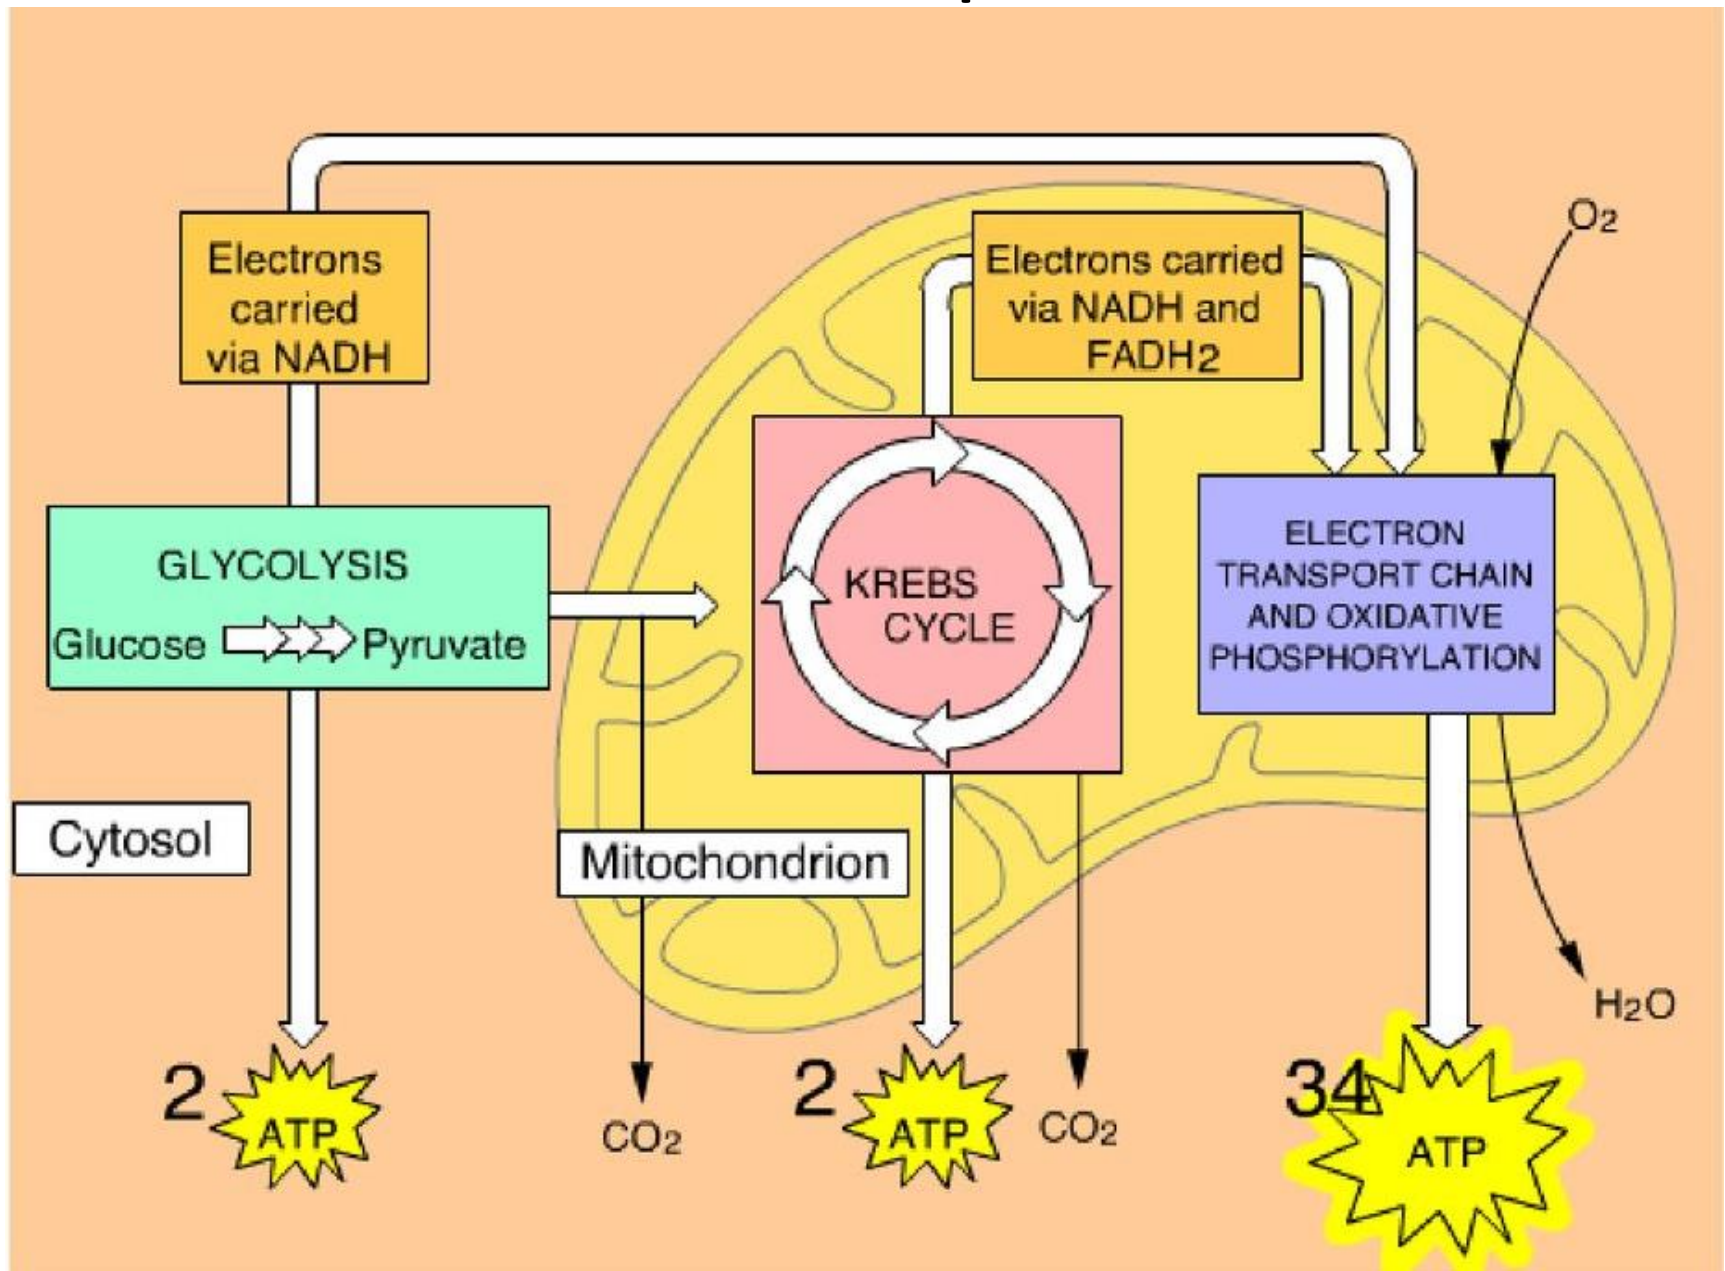 Electrons
carried
via NADH
Electrons carried
via NADH and
FADH2
O2
GLYCOLYSIS
Glucose Pyruvate
KREBS
CYCLE
ELECTRON
TRANSPORT CHAIN
AND OXIDATIVE
PHOSPHORYLATION
Cytosol
Mitochondrion
H2O
2 ATP
CO2
2 ATP
CO2
34 ATP